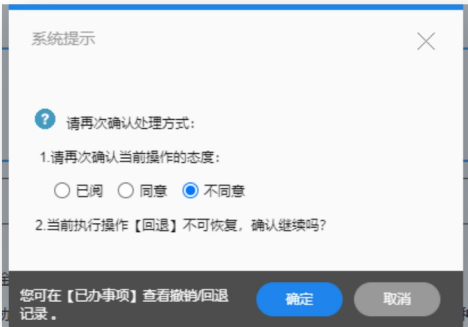 系统提示
请再次确认处理方式：
1.请再次确认当前操作的态度：
已阅 同意 不同意
2.当前执行操作【回退】不可恢复，确认继续吗？
您可在【已办事项】查看撤销/回退
记录 。
确定 取消